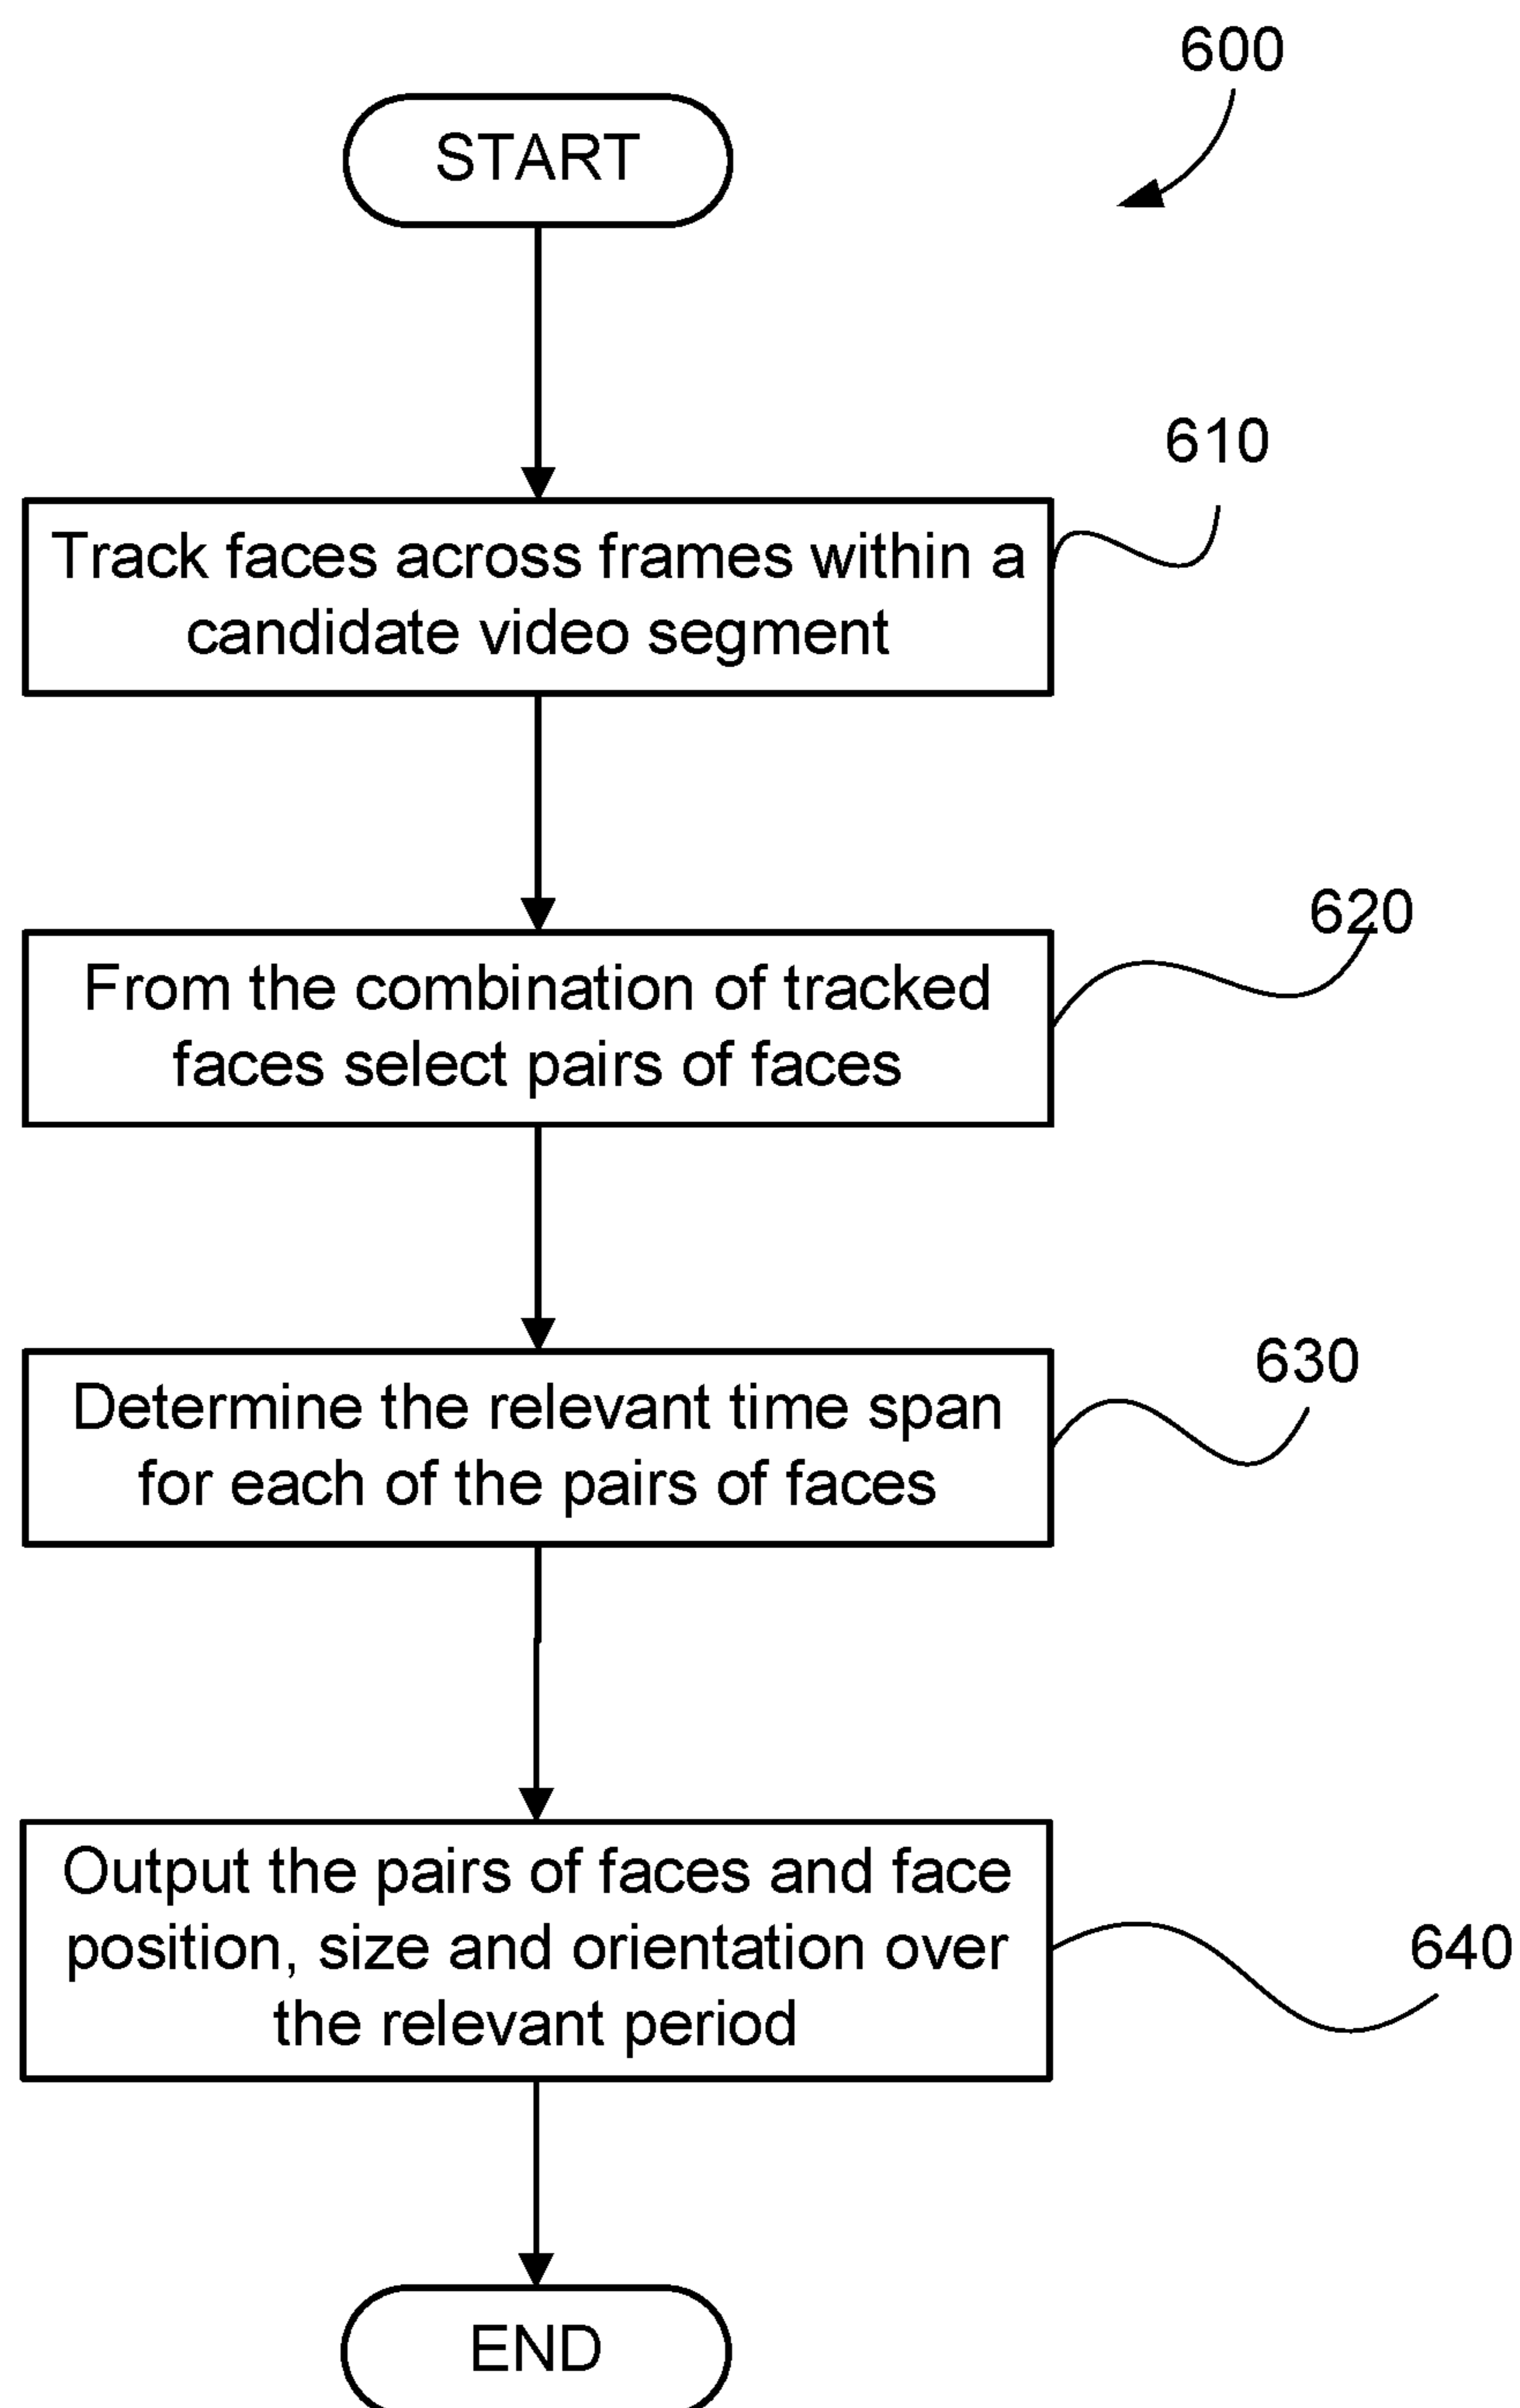 600
START
610
Track faces across frames within a
candidate video segment
620
From the combination of tracked
faces select pairs of faces
630
Determine the relevant time span
for each of the pairs of faces
Output the pairs of faces and face
position, size and orientation over
the relevant period
640
END